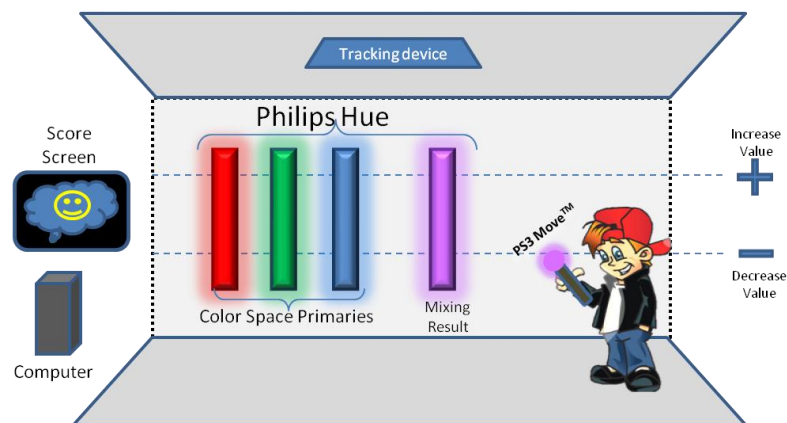 Tracking device
Philips Hue
Score
Screen
Increase
Value
PS3 Move™
Decrease
Value
Color Space Primaries
Mixing
Result
Computer